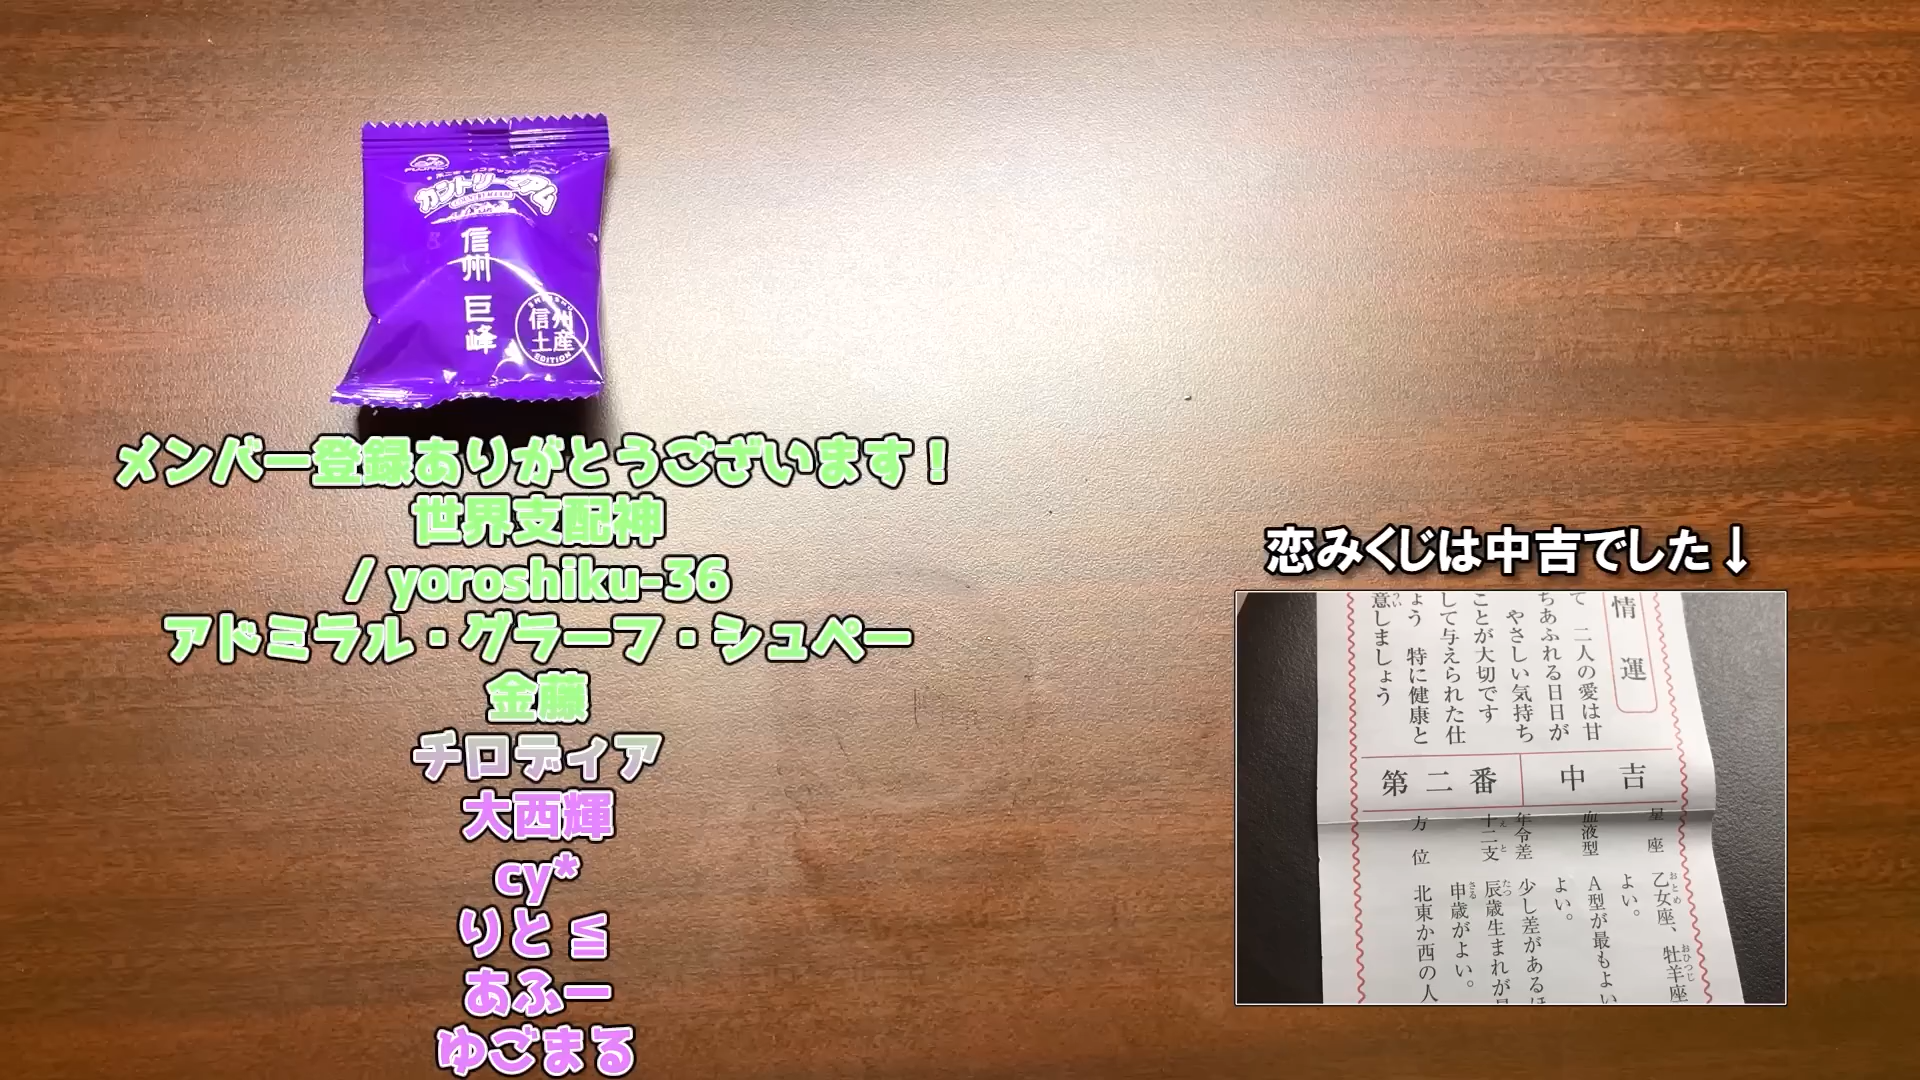 カントリーマアム
信州 巨峰
信州
土産
EDITION
メンバー登録ありがとうございます！
世界支配神
/ yoroshiku-36
アドミラル・グラーフ・シュペー
金藤
チロディア
大西輝
cy*
りと ≦
あふー
ゆごまる
恋みくじは中吉でした↓
情 運
て 二人の愛は甘
ちあふれる日日が
やさしい気持ち
ことが大切です
して与えられた仕
ょう 特に健康と
意しましょう
第二番
中 吉
星 座
乙女座、牡羊座
よい。
血液型
A型が最もよい
よい。
年令差
少し差があるほ
十二支
辰歳生まれが最
申歳がよい。
方 位
北東か西の人